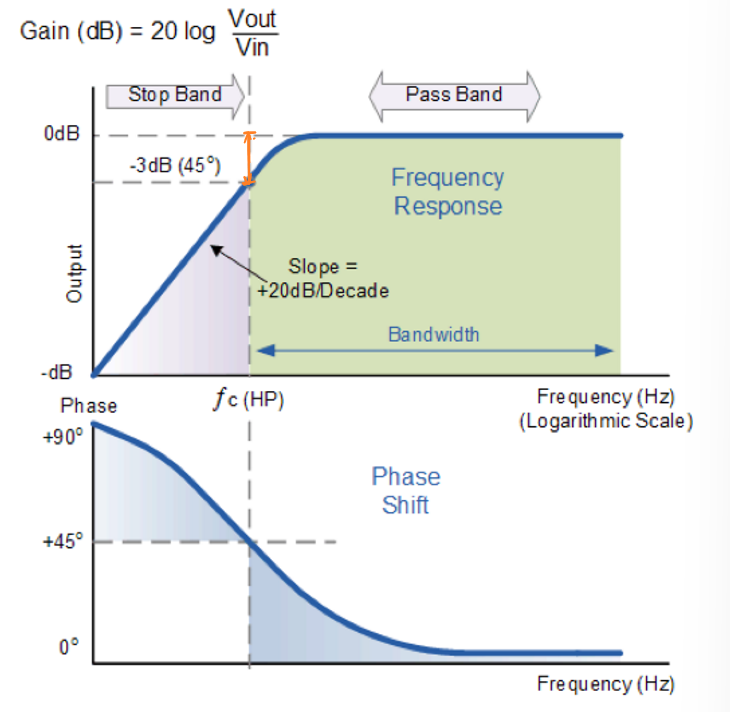 Gain (dB) = 20 log Vout
Vin
Stop Band
Pass Band
0dB
-3dB (45°)
Frequency
Response
Output
Slope =
+20dB/Decade
Bandwidth
-dB
Phase
ƒc (HP)
Frequency (Hz)
(Logarithmic Scale)
+90°
Phase
Shift
+45°
0°
Frequency (Hz)